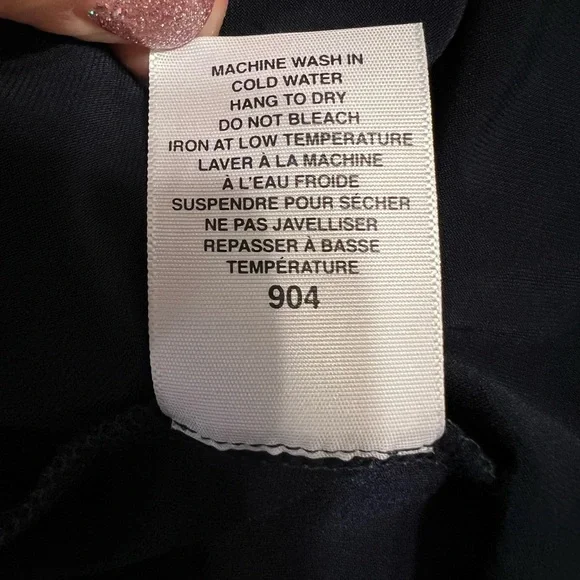 MACHINE WASH IN
COLD WATER
HANG TO DRY
DO NOT BLEACH
IRON AT LOW TEMPERATURE
LAVER À LA MACHINE
À L'EAU FROIDE
SUSPENDRE POUR SÉCHER
NE PAS JAVELLISER
REPASSER À BASSE
TEMPÉRATURE
904